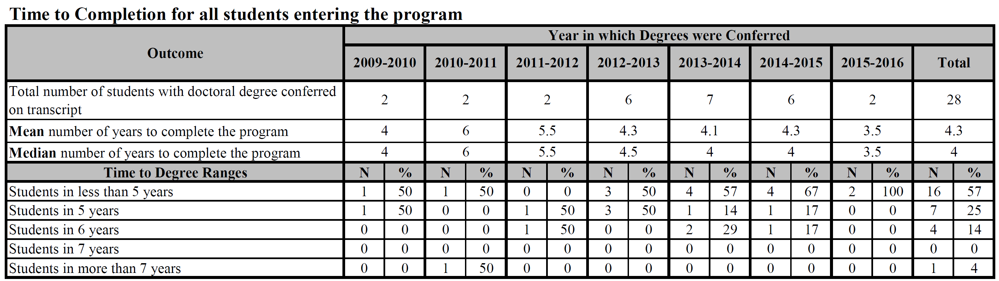 Time to Completion for all students entering the program
Outcome
Year in which Degrees were Conferred
2009-2010 2010-2011 2011-2012 2012-2013 2013-2014 2014-2015 2015-2016 Total
Total number of students with doctoral degree conferred
on transcript
2 2 2 6 7 6 2 28
Mean number of years to complete the program 4 6 5.5 4.3 4.1 4.3 3.5 4.3
Median number of years to complete the program 4 6 5.5 4.5 4 4 3.5 4
Time to Degree Ranges N % N % N % N % N % N % N % N %
Students in less than 5 years 1 50 1 50 0 0 3 50 4 57 4 67 2 100 16 57
Students in 5 years 1 50 0 0 1 50 3 50 1 14 1 17 0 0 7 25
Students in 6 years 0 0 0 0 1 50 0 0 2 29 1 17 0 0 4 14
Students in 7 years 0 0 0 0 0 0 0 0 0 0 0 0 0 0 0 0
Students in more than 7 years 0 0 1 50 0 0 0 0 0 0 0 0 0 0 1 4